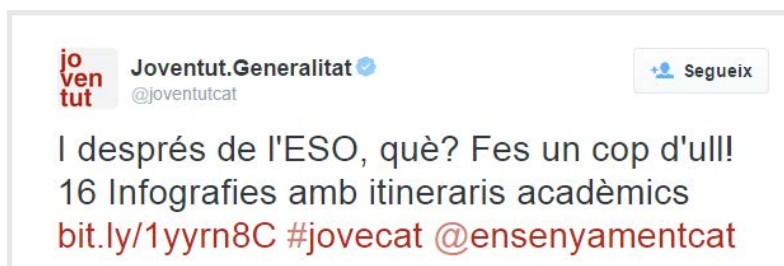 jo
ven
tut
Joventut.Generalitat
@joventutcat
Segueix
I després de l'ESO, què? Fes un cop d'ull!
16 Infografies amb itineraris acadèmics
bit.ly/1yyrn8C #jovecat @ensenyamentcat